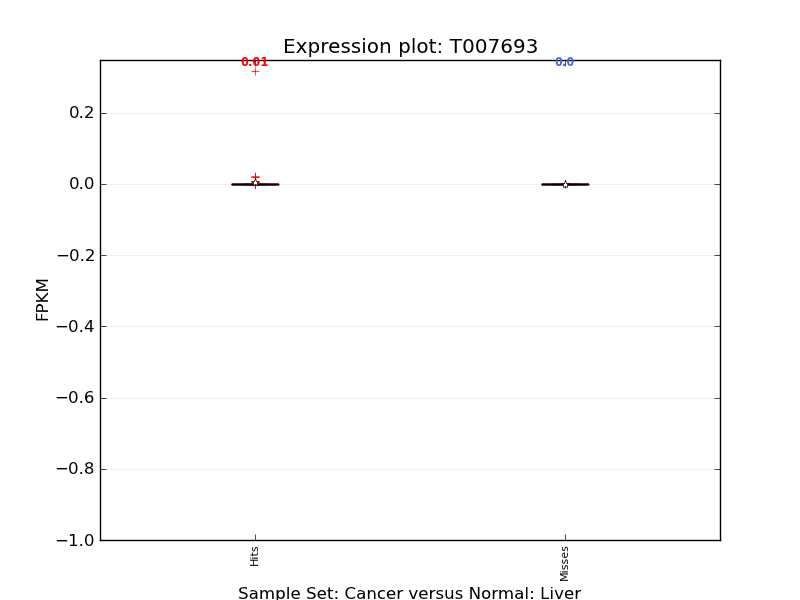 Expression plot: T007693
0.01
0.0
0.2
0.0
−0.2
−0.4
−0.6
−0.8
−1.0
FPKM
Hits
Misses
Sample Set: Cancer versus Normal: Liver